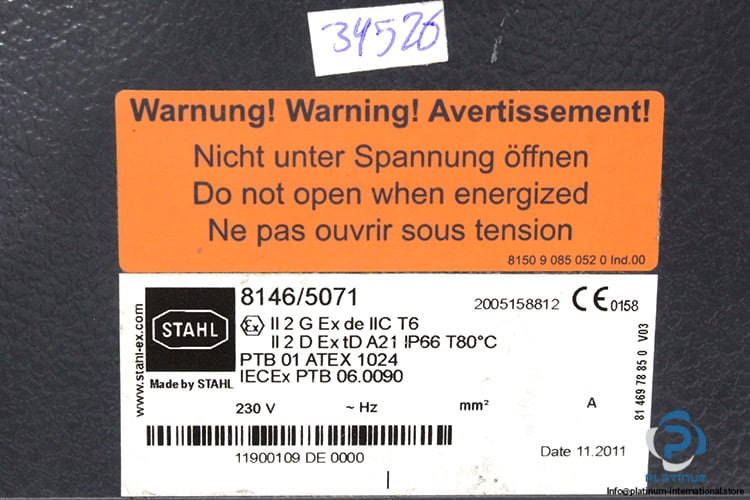 34526
Warnung! Warning! Avertissement!
Nicht unter Spannung öffnen
Do not open when energized
Ne pas ouvrir sous tension
8150 9 085 052 0 Ind.00
www.stahl-ex.com
STAHL
Made by STAHL
8146/5071
2005158812 CE 0158
Ex II 2 G Ex de IIC T6
II 2 D Ex tD A21 IP66 T80°C
PTB 01 ATEX 1024
IECEx PTB 06.0090
81 469 78 85 0 V03
230 V ~ Hz mm² A
11900109 DE 0000
Date 11.2011
PLATINUM
Info@platinum-international.store